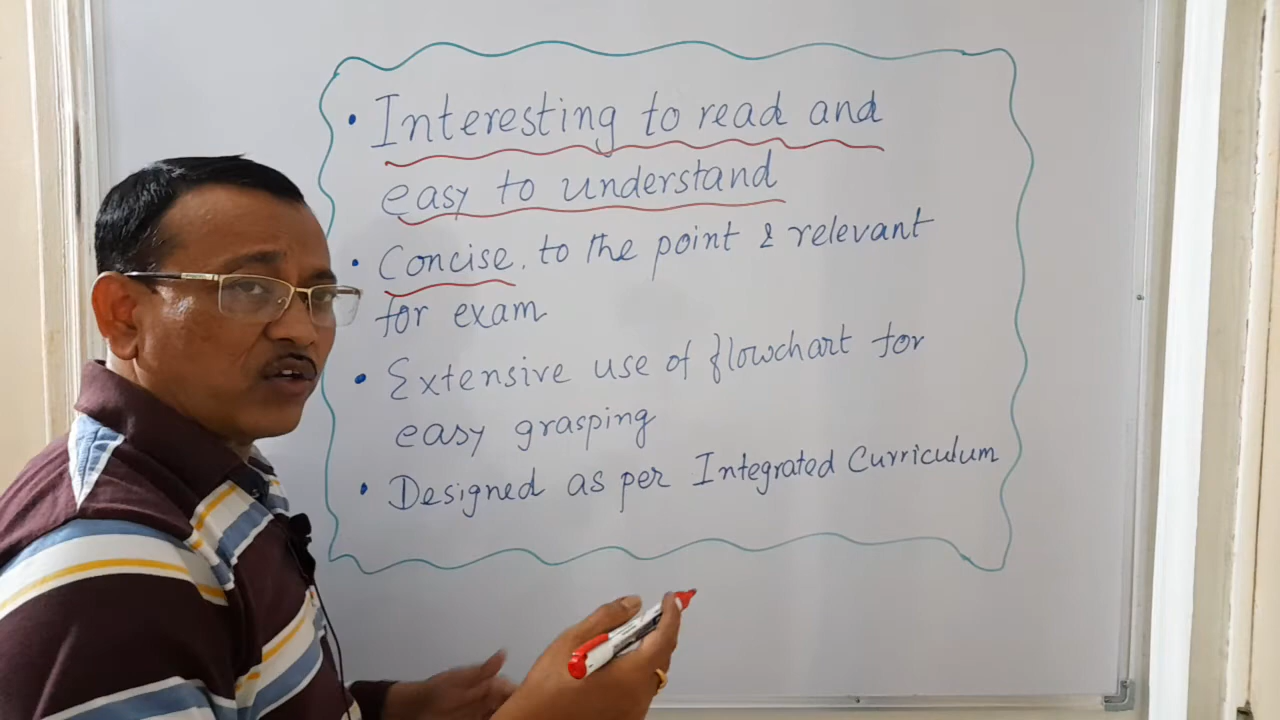 • Interesting to read and
easy to understand
• Concise. to the point & relevant
for exam
• Extensive use of flowchart for
easy grasping
• Designed as per Integrated Curriculum